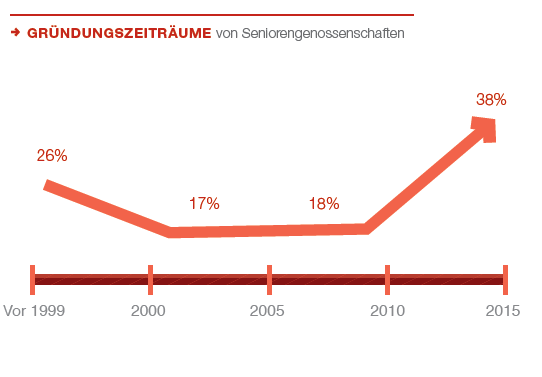 ➔ GRÜNDUNGSZEITRÄUME von Seniorengenossenschaften
38%
26%
17% 18%
Vor 1999 2000 2005 2010 2015